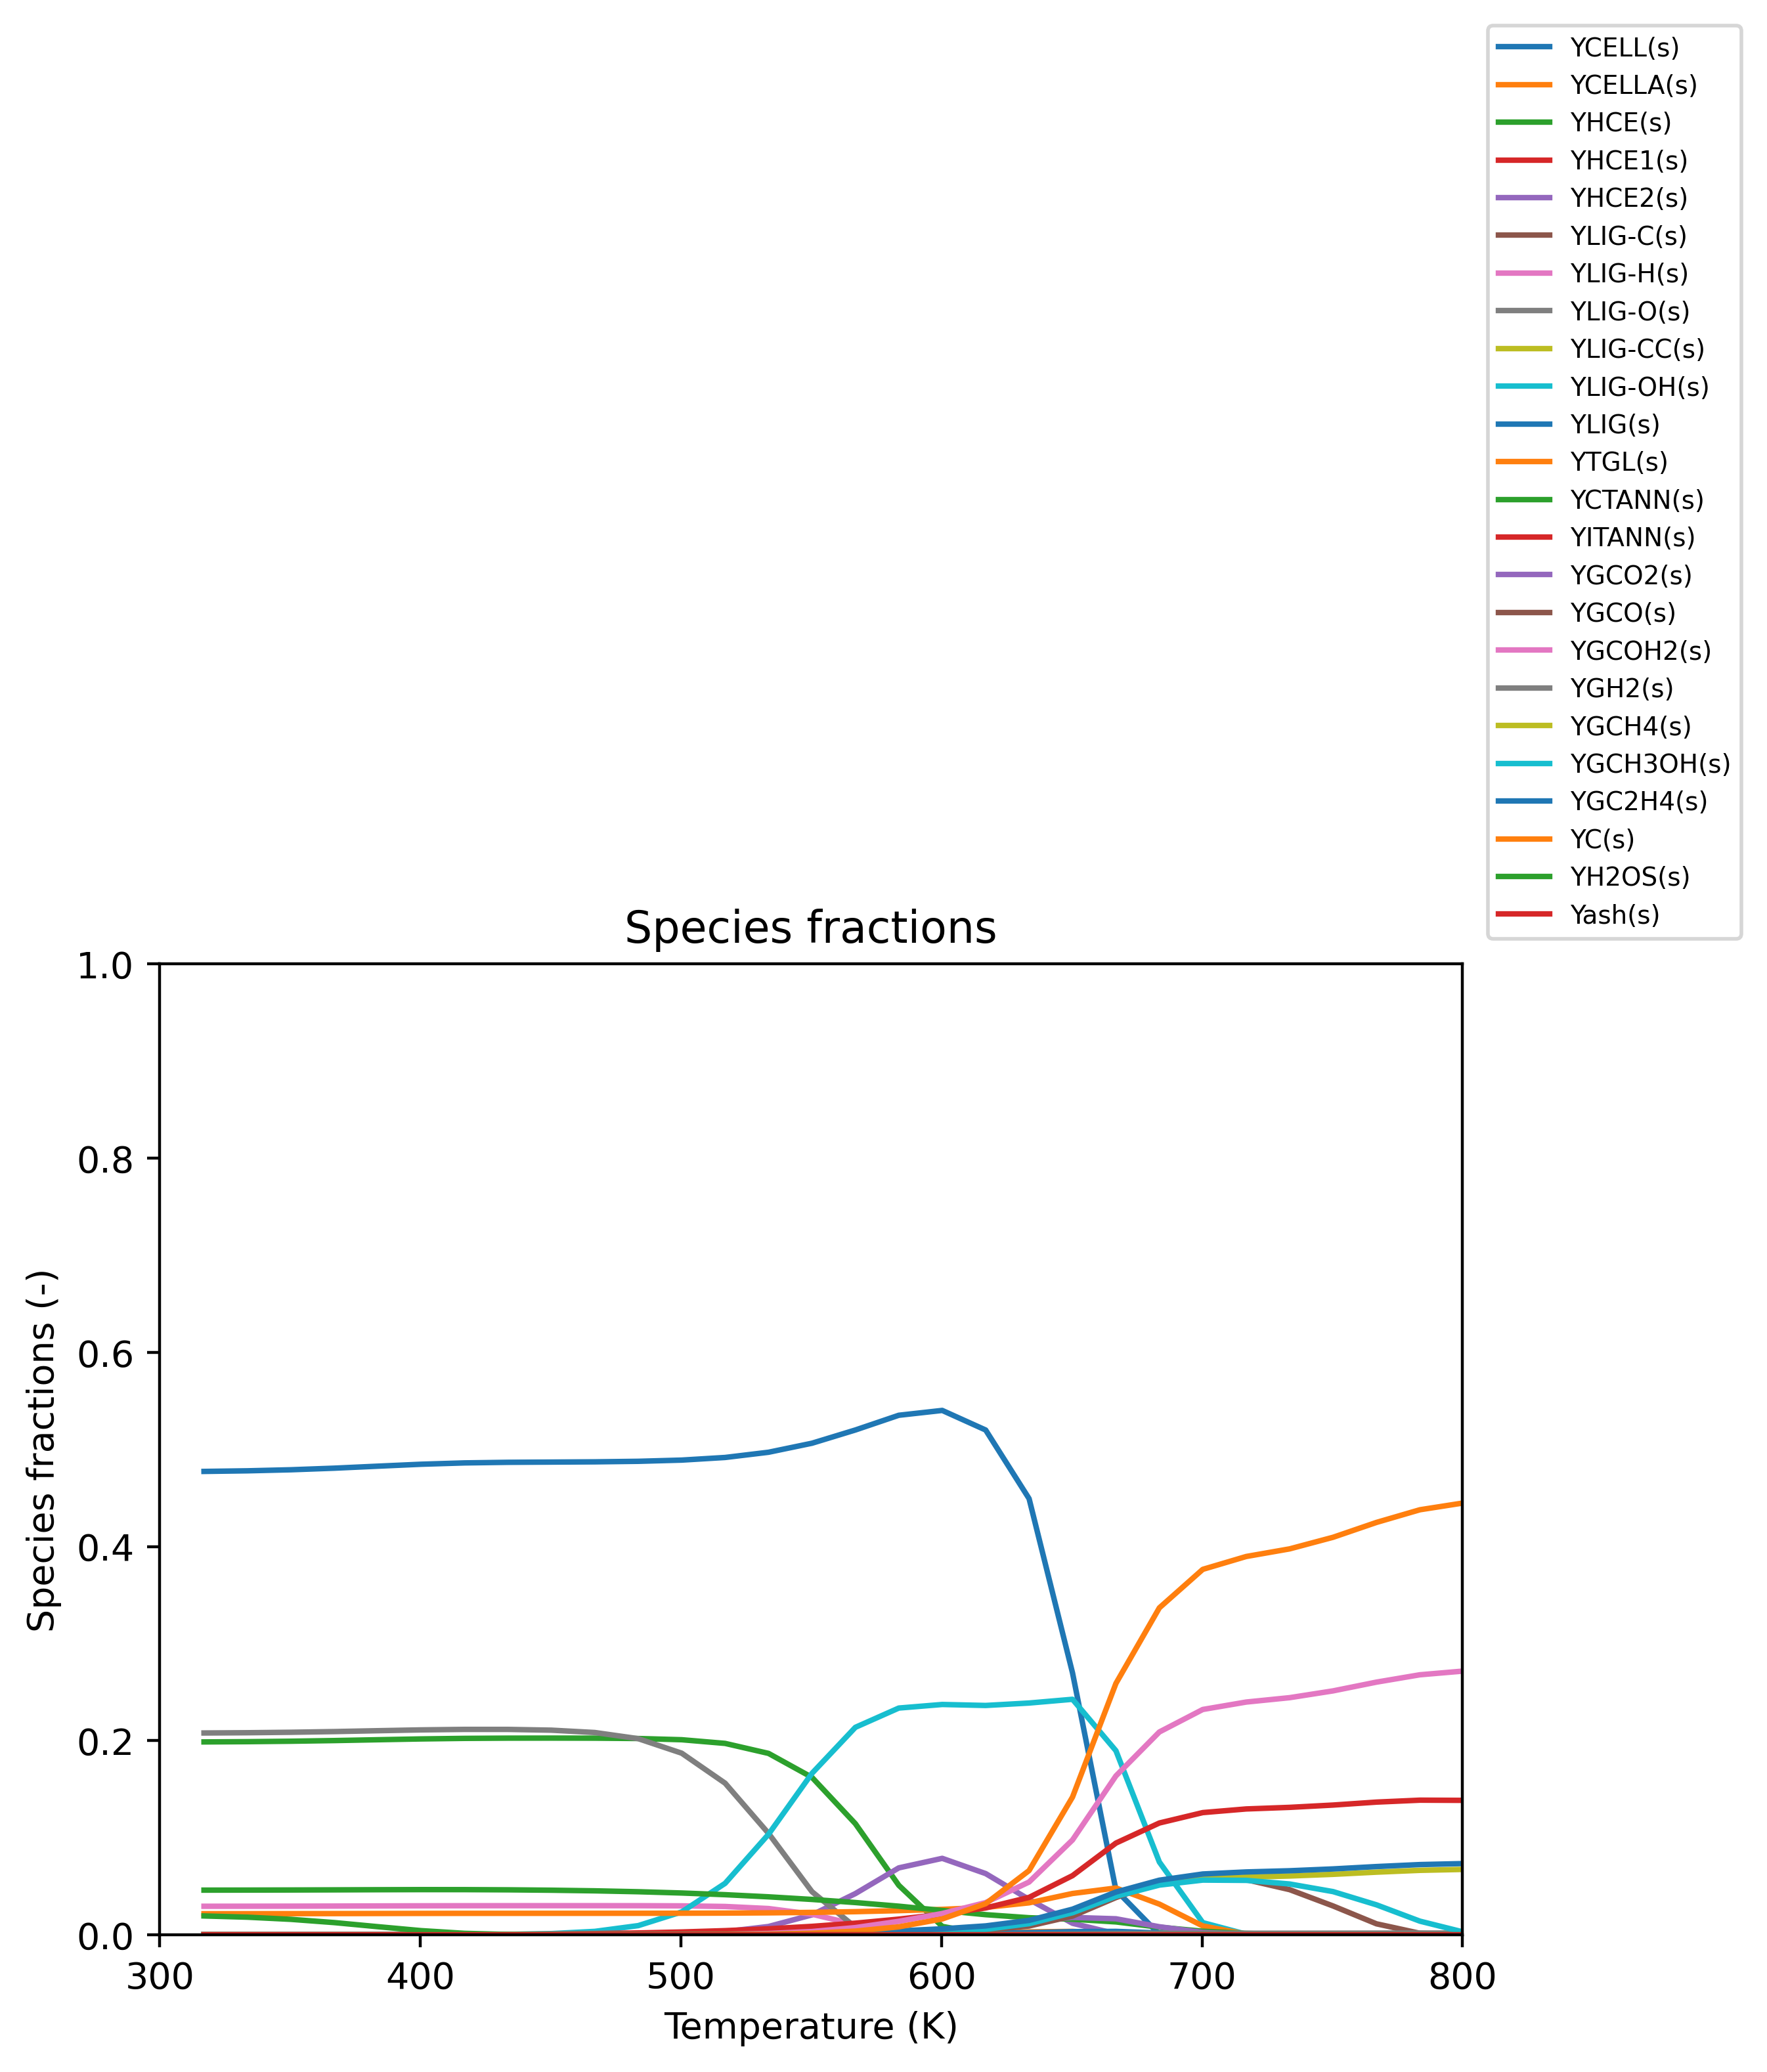 YCELL(s)
YCELLA(s)
YHCE(s)
YHCE1(s)
YHCE2(s)
YLIG-C(s)
YLIG-H(s)
YLIG-O(s)
YLIG-CC(s)
YLIG-OH(s)
YLIG(s)
YTGL(s)
YCTANN(s)
YITANN(s)
YGCO2(s)
YGCO(s)
YGCOH2(s)
YGH2(s)
YGCH4(s)
YGCH3OH(s)
YGC2H4(s)
YC(s)
YH2OS(s)
Yash(s)
Species fractions
1.0
0.8
0.6
0.4
0.2
0.0
Species fractions (-)
300 400 500 600 700 800
Temperature (K)